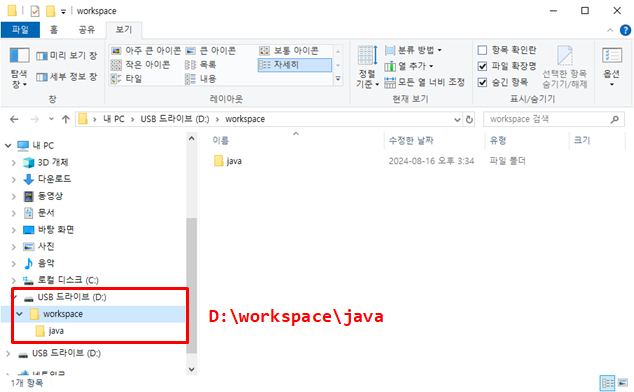 workspace
파일 홈 공유 보기
탐색 창
미리 보기 창
세부 정보 창
창
아주 큰 아이콘 큰 아이콘 보통 아이콘
작은 아이콘 목록 자세히
타일 내용
레이아웃
정렬 기준
분류 방법
열 추가
모든 열 너비 조정
현재 보기
항목 확인란
파일 확장명
숨긴 항목
선택한 항목 숨기기/해제
표시/숨기기
옵션
내 PC USB 드라이브 (D:) workspace
workspace 검색
이름 수정한 날짜 유형 크기
java 2024-08-16 오후 3:34 파일 폴더
내 PC
3D 개체
다운로드
동영상
문서
바탕 화면
사진
음악
로컬 디스크 (C:)
USB 드라이브 (D:)
workspace
java
D:\workspace\java
USB 드라이브 (D:)
네트워크
1개 항목